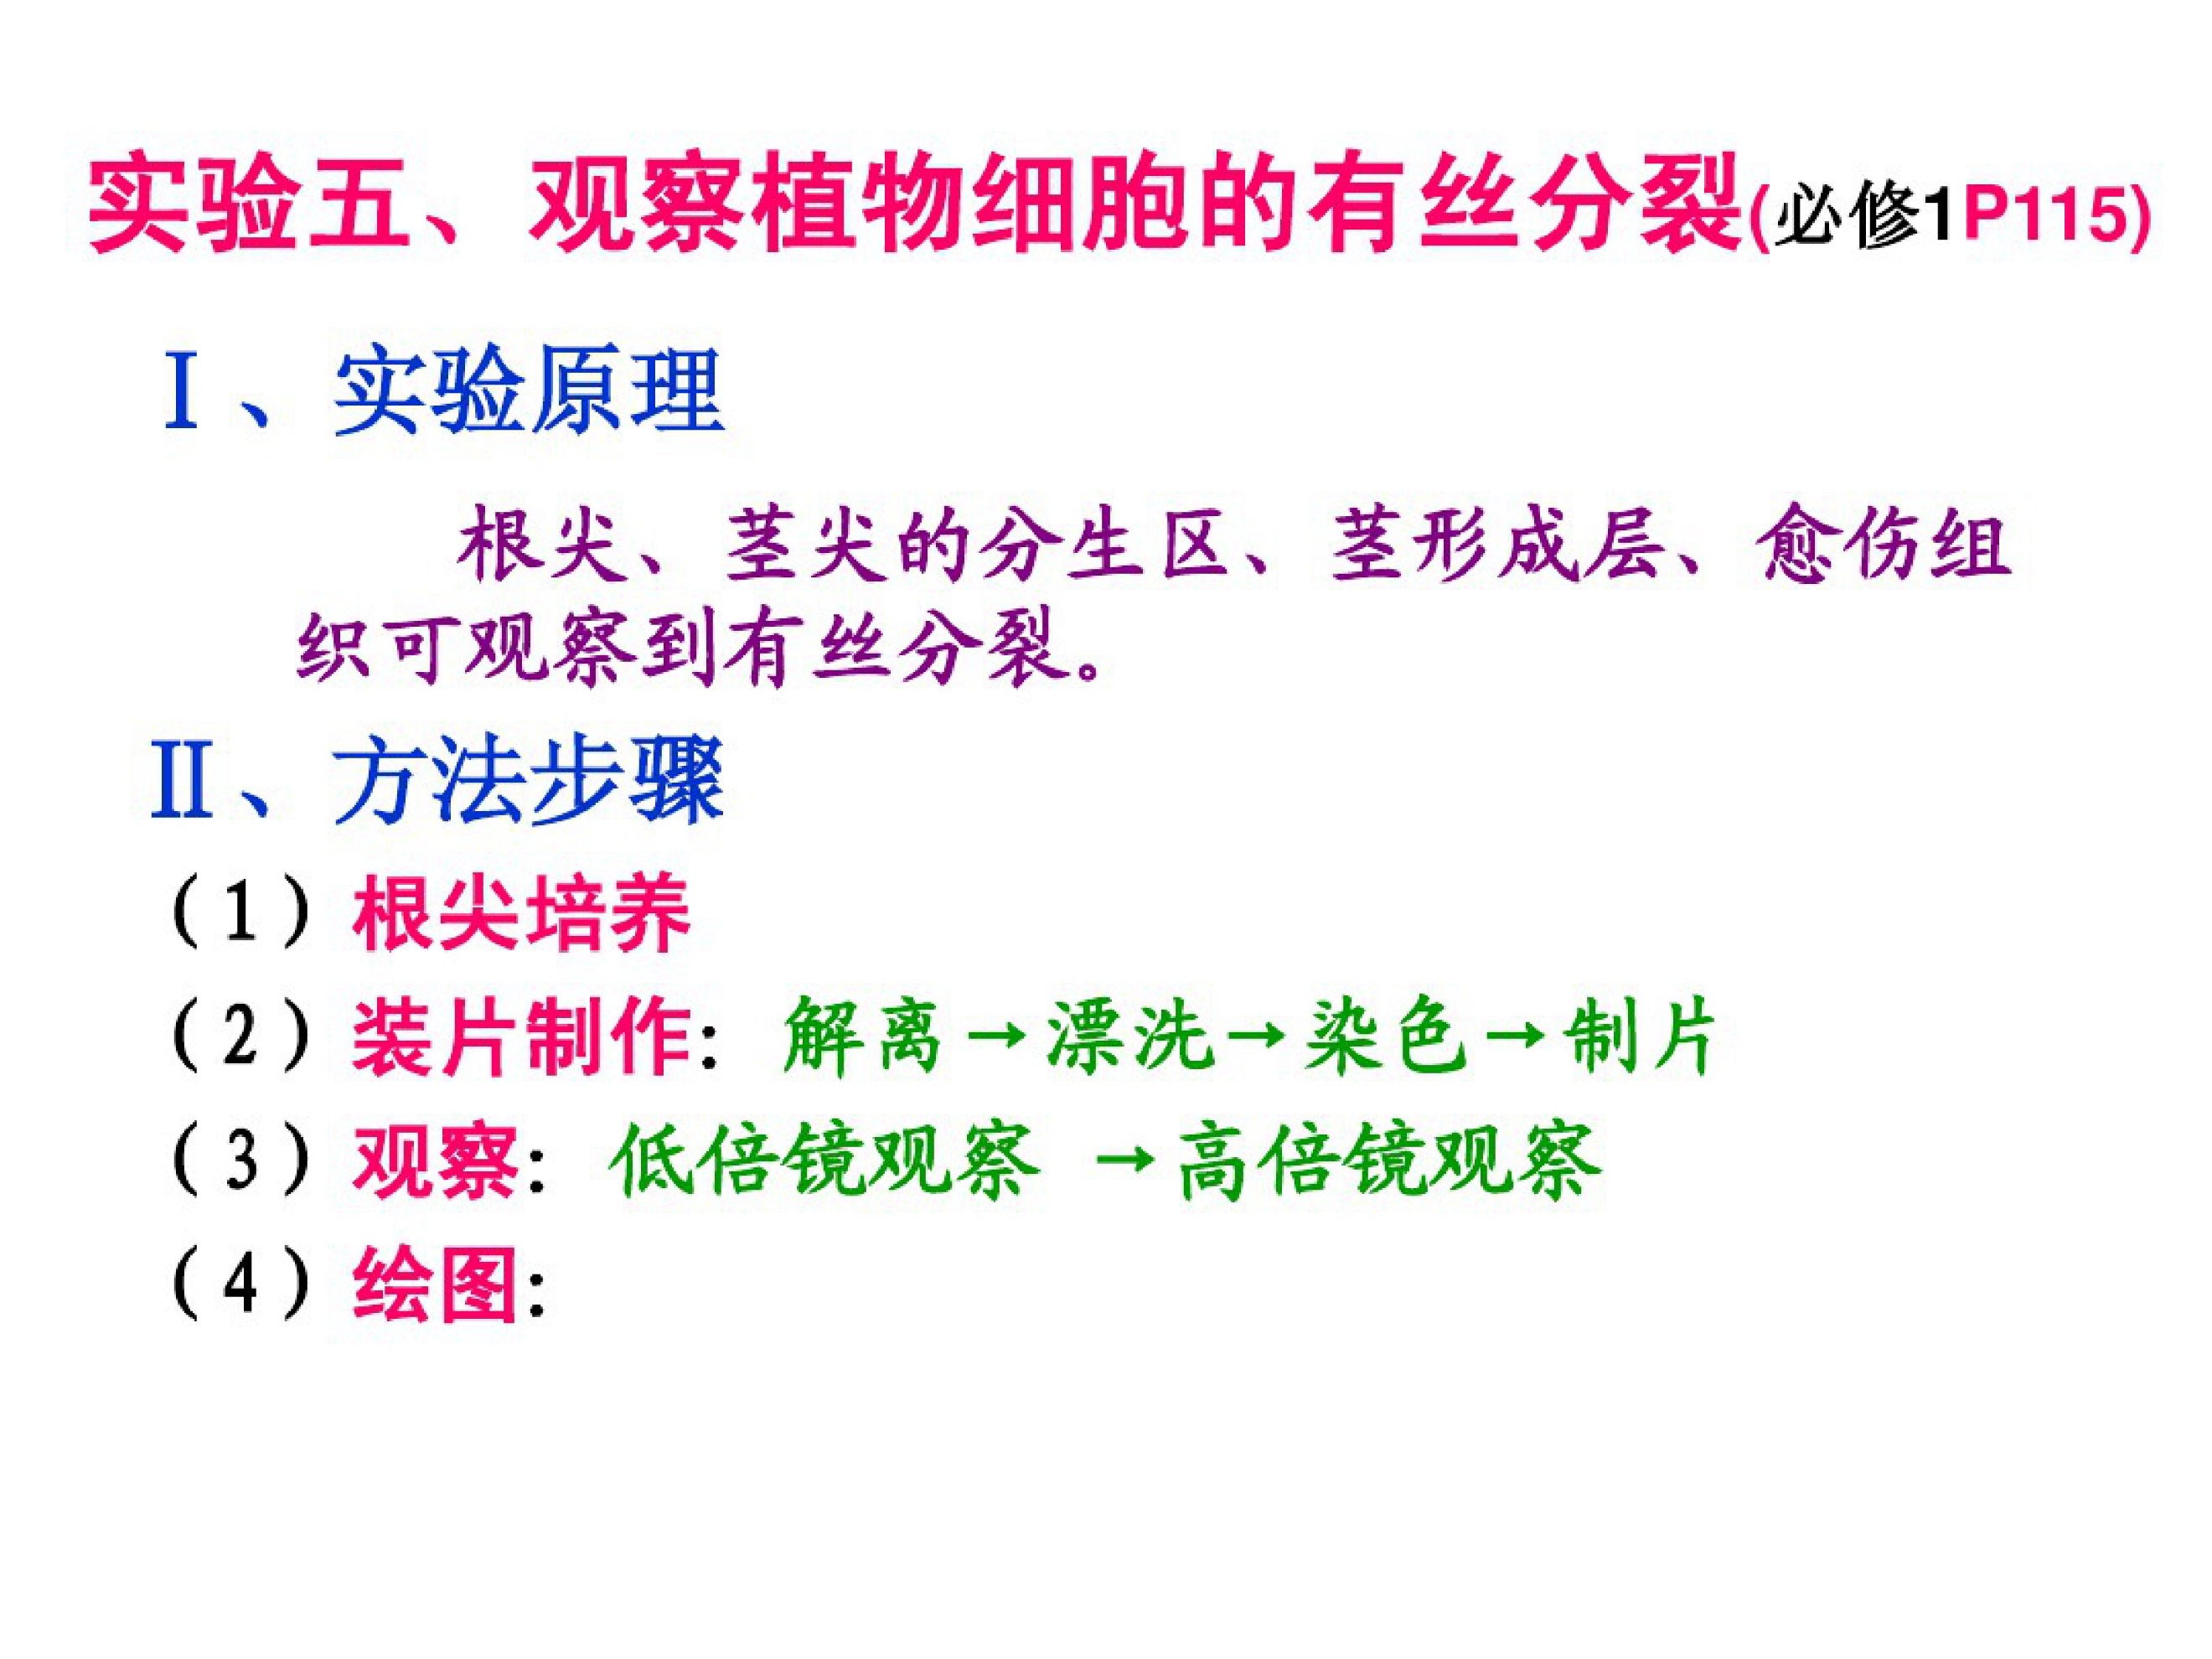 实验五、观察植物细胞的有丝分裂(必修1P115)
Ⅰ、实验原理
根尖、茎尖的分生区、茎形成层、愈伤组
织可观察到有丝分裂。
Ⅱ、方法步骤
（1）根尖培养
（2）装片制作：解离→漂洗→染色→制片
（3）观察：低倍镜观察 →高倍镜观察
（4）绘图：